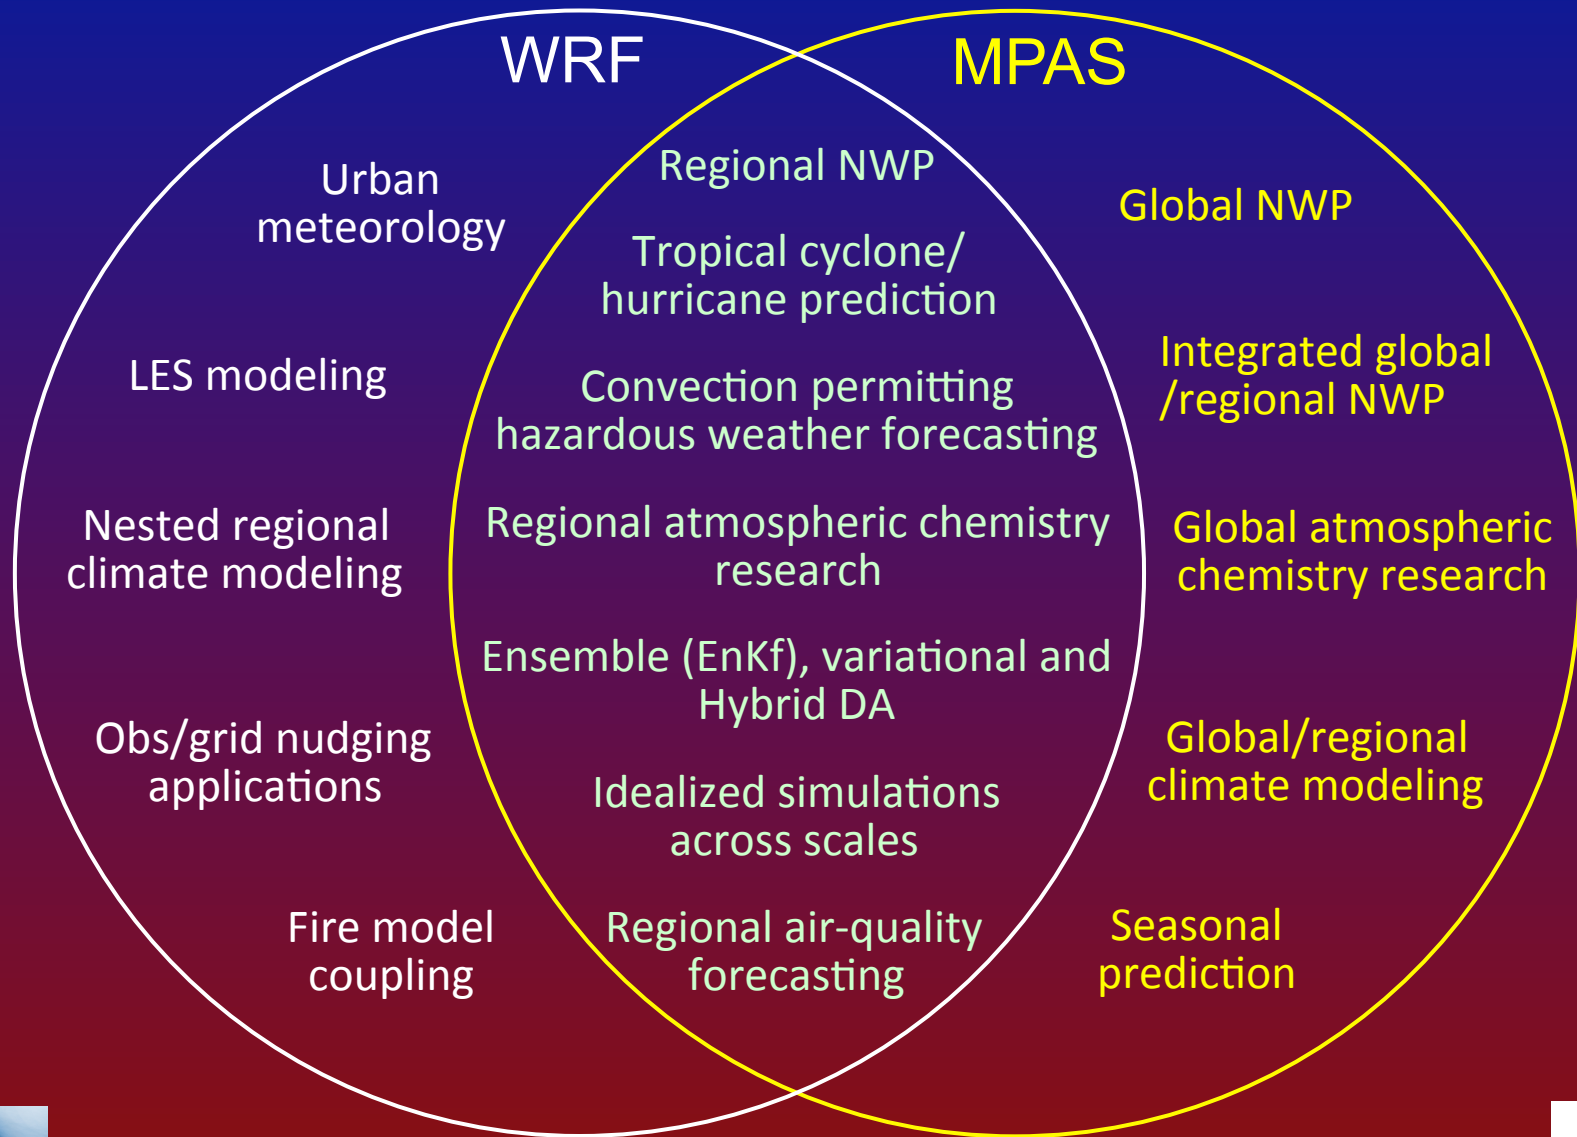 WRF
MPAS
Urban
meteorology
LES modeling
Nested regional
climate modeling
Obs/grid nudging
applications
Fire model
coupling
Regional NWP
Tropical cyclone/
hurricane prediction
Convection permitting
hazardous weather forecasting
Regional atmospheric chemistry
research
Ensemble (EnKf), variational and
Hybrid DA
Idealized simulations
across scales
Regional air-quality
forecasting
Global NWP
Integrated global
/regional NWP
Global atmospheric
chemistry research
Global/regional
climate modeling
Seasonal
prediction